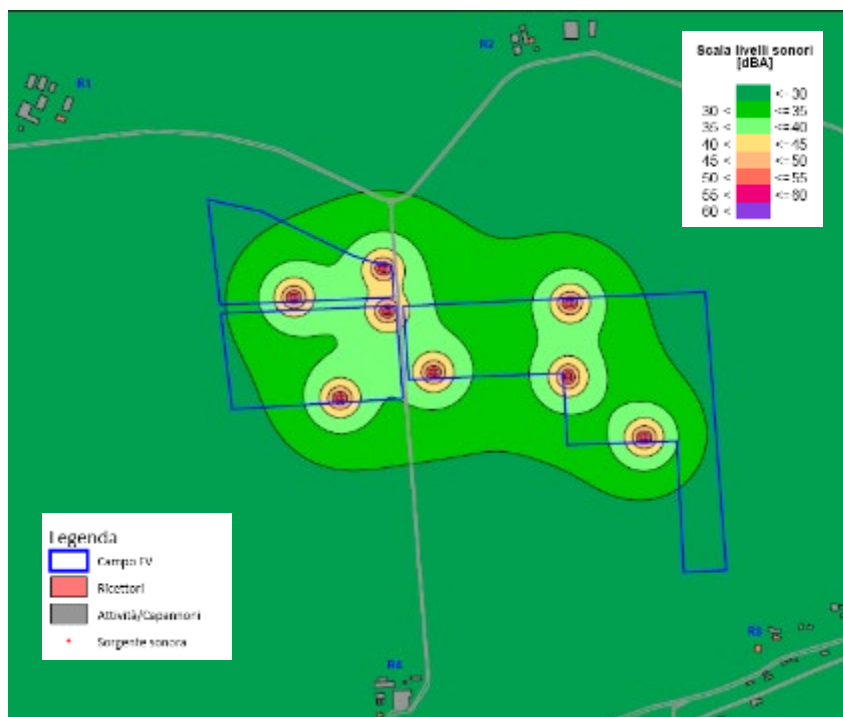 R1
R2
Scala livelli sonori
[dBA]
<=30
30 < <=35
35 < <=40
40 < <=45
45 < <=50
50 < <=55
55 < <=60
60 <
Legenda
Campo FV
Ricettori
Attività/Capannoni
Sorgente sonora
R3
R4